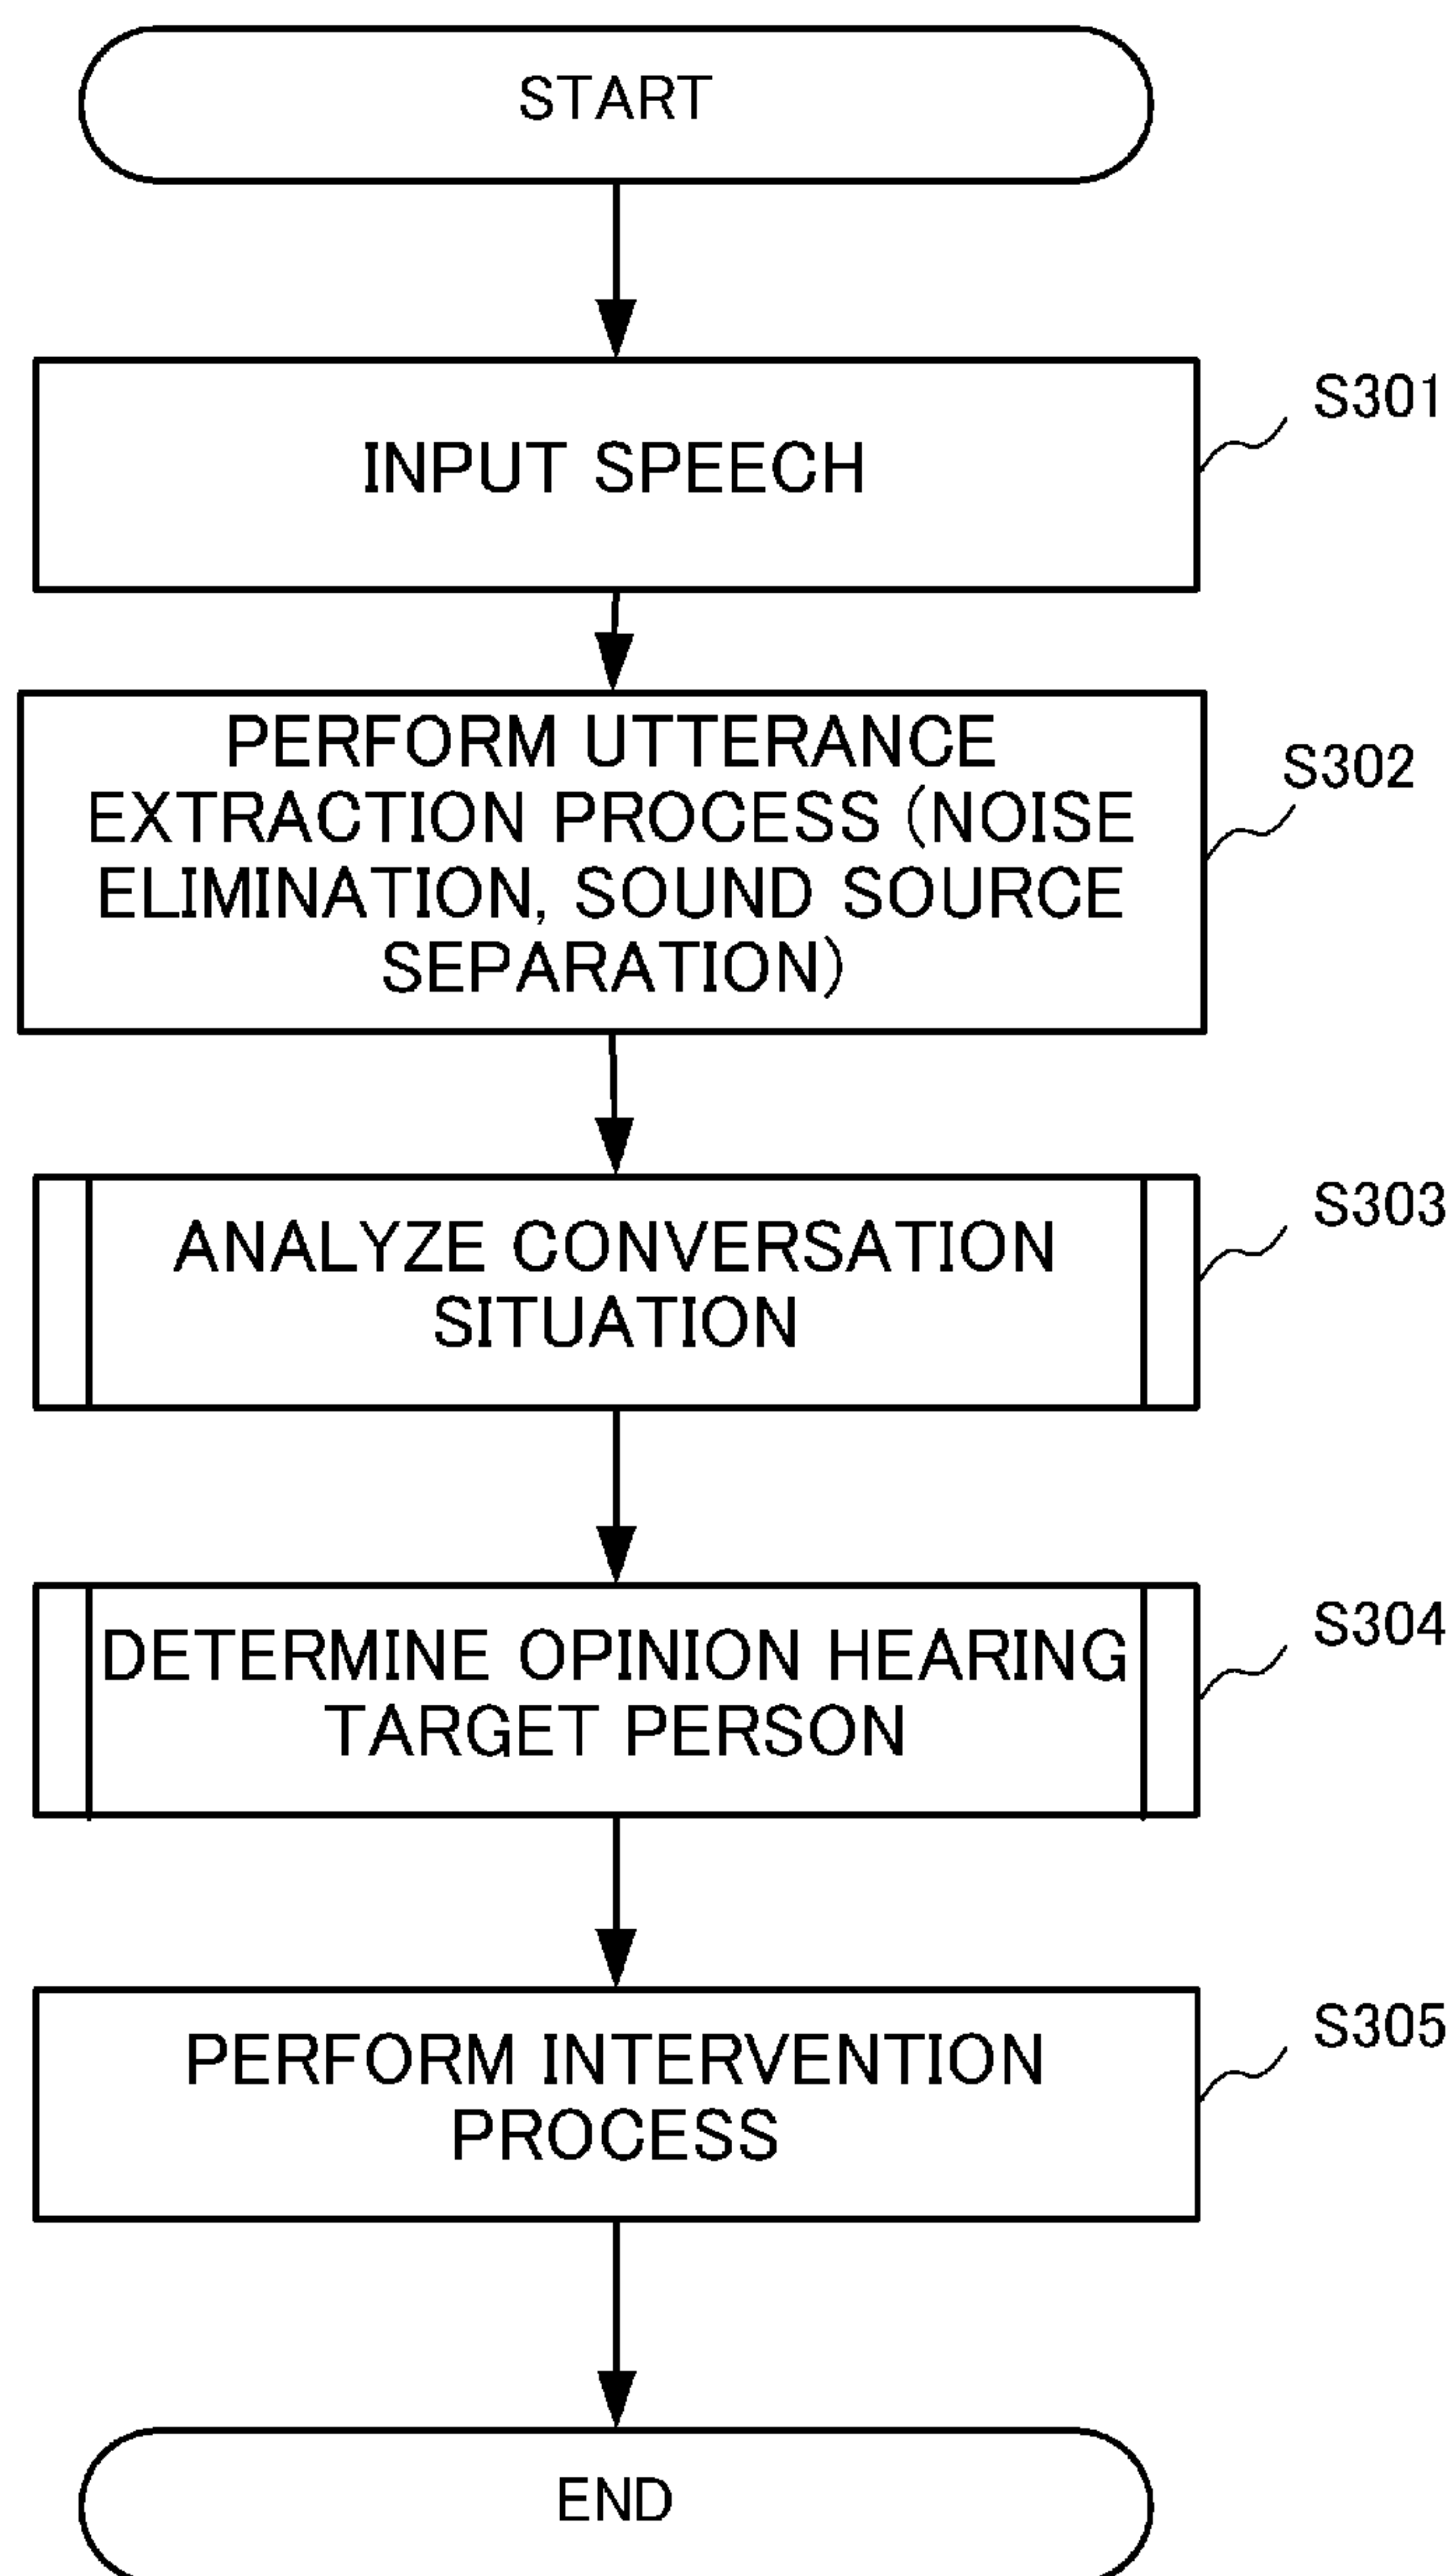 START
INPUT SPEECH
S301
PERFORM UTTERANCE
EXTRACTION PROCESS (NOISE
ELIMINATION, SOUND SOURCE
SEPARATION)
S302
ANALYZE CONVERSATION
SITUATION
S303
DETERMINE OPINION HEARING
TARGET PERSON
S304
PERFORM INTERVENTION
PROCESS
S305
END